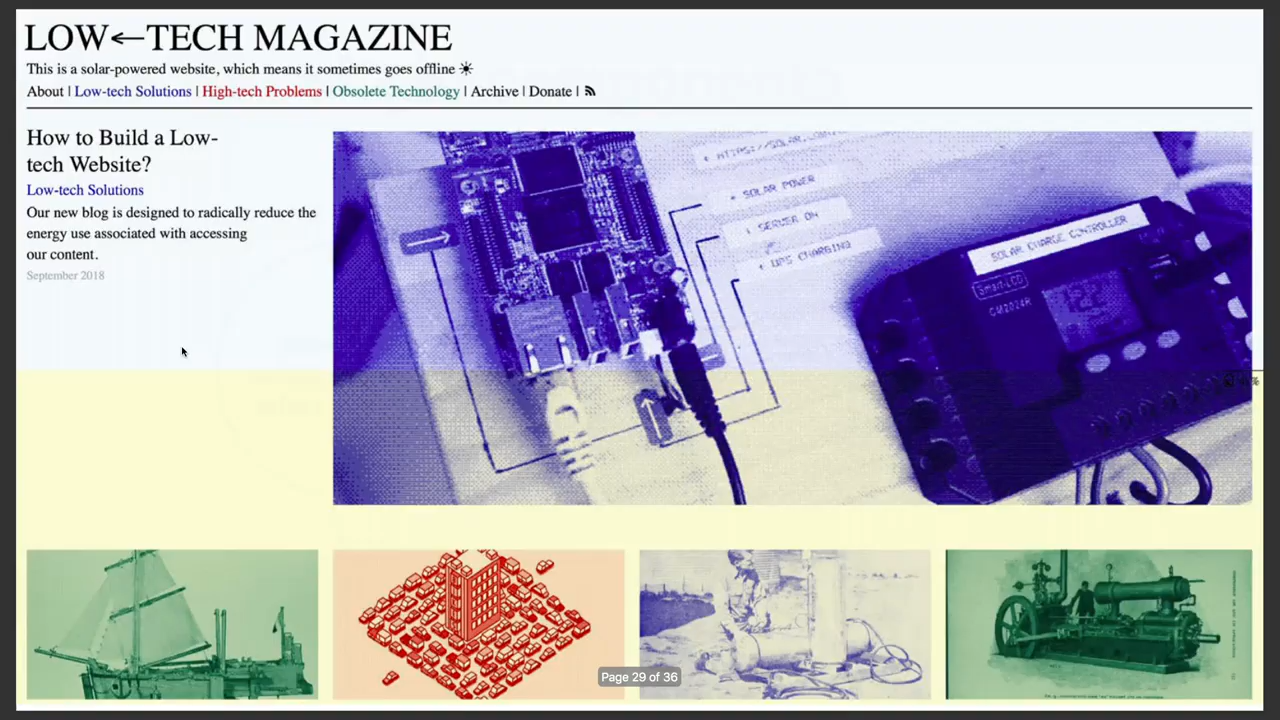 LOW←TECH MAGAZINE
This is a solar-powered website, which means it sometimes goes offline ☀
About | Low-tech Solutions | High-tech Problems | Obsolete Technology | Archive | Donate |
How to Build a Low-
tech Website?
Low-tech Solutions
Our new blog is designed to radically reduce the
energy use associated with accessing
our content.
September 2018
SOLAR POWER
SERVER ON
UPS CHARGING
SOLAR CHARGE CONTROLLER
Smart-LCD
CM2024R
Page 29 of 36